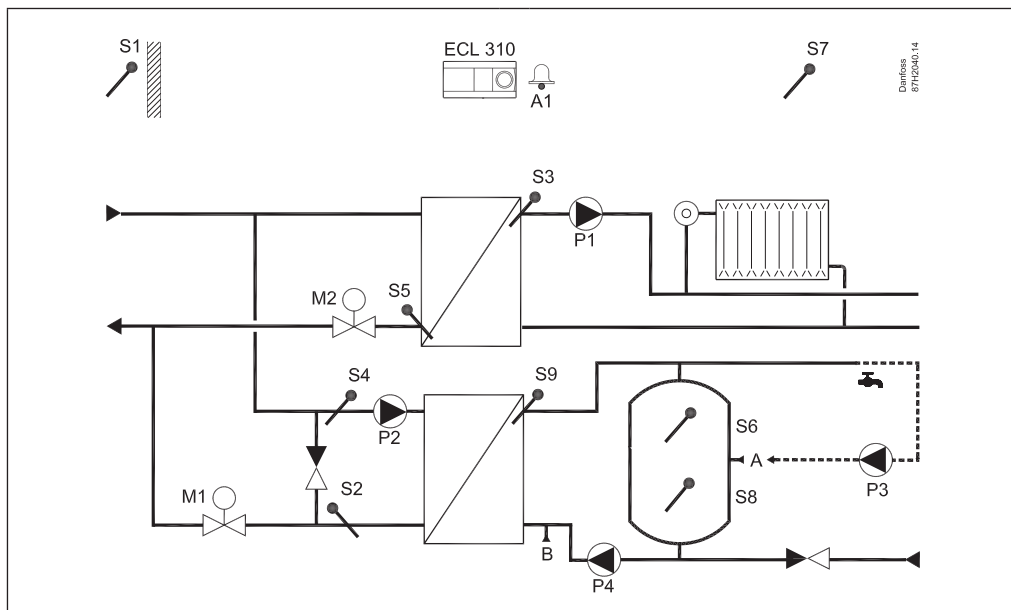 S1
ECL 310
A1
S7
Danfoss
87H2040.14
S3
P1
M2
S5
S4
P2
S9
S6
A
S8
P3
M1
S2
B
P4